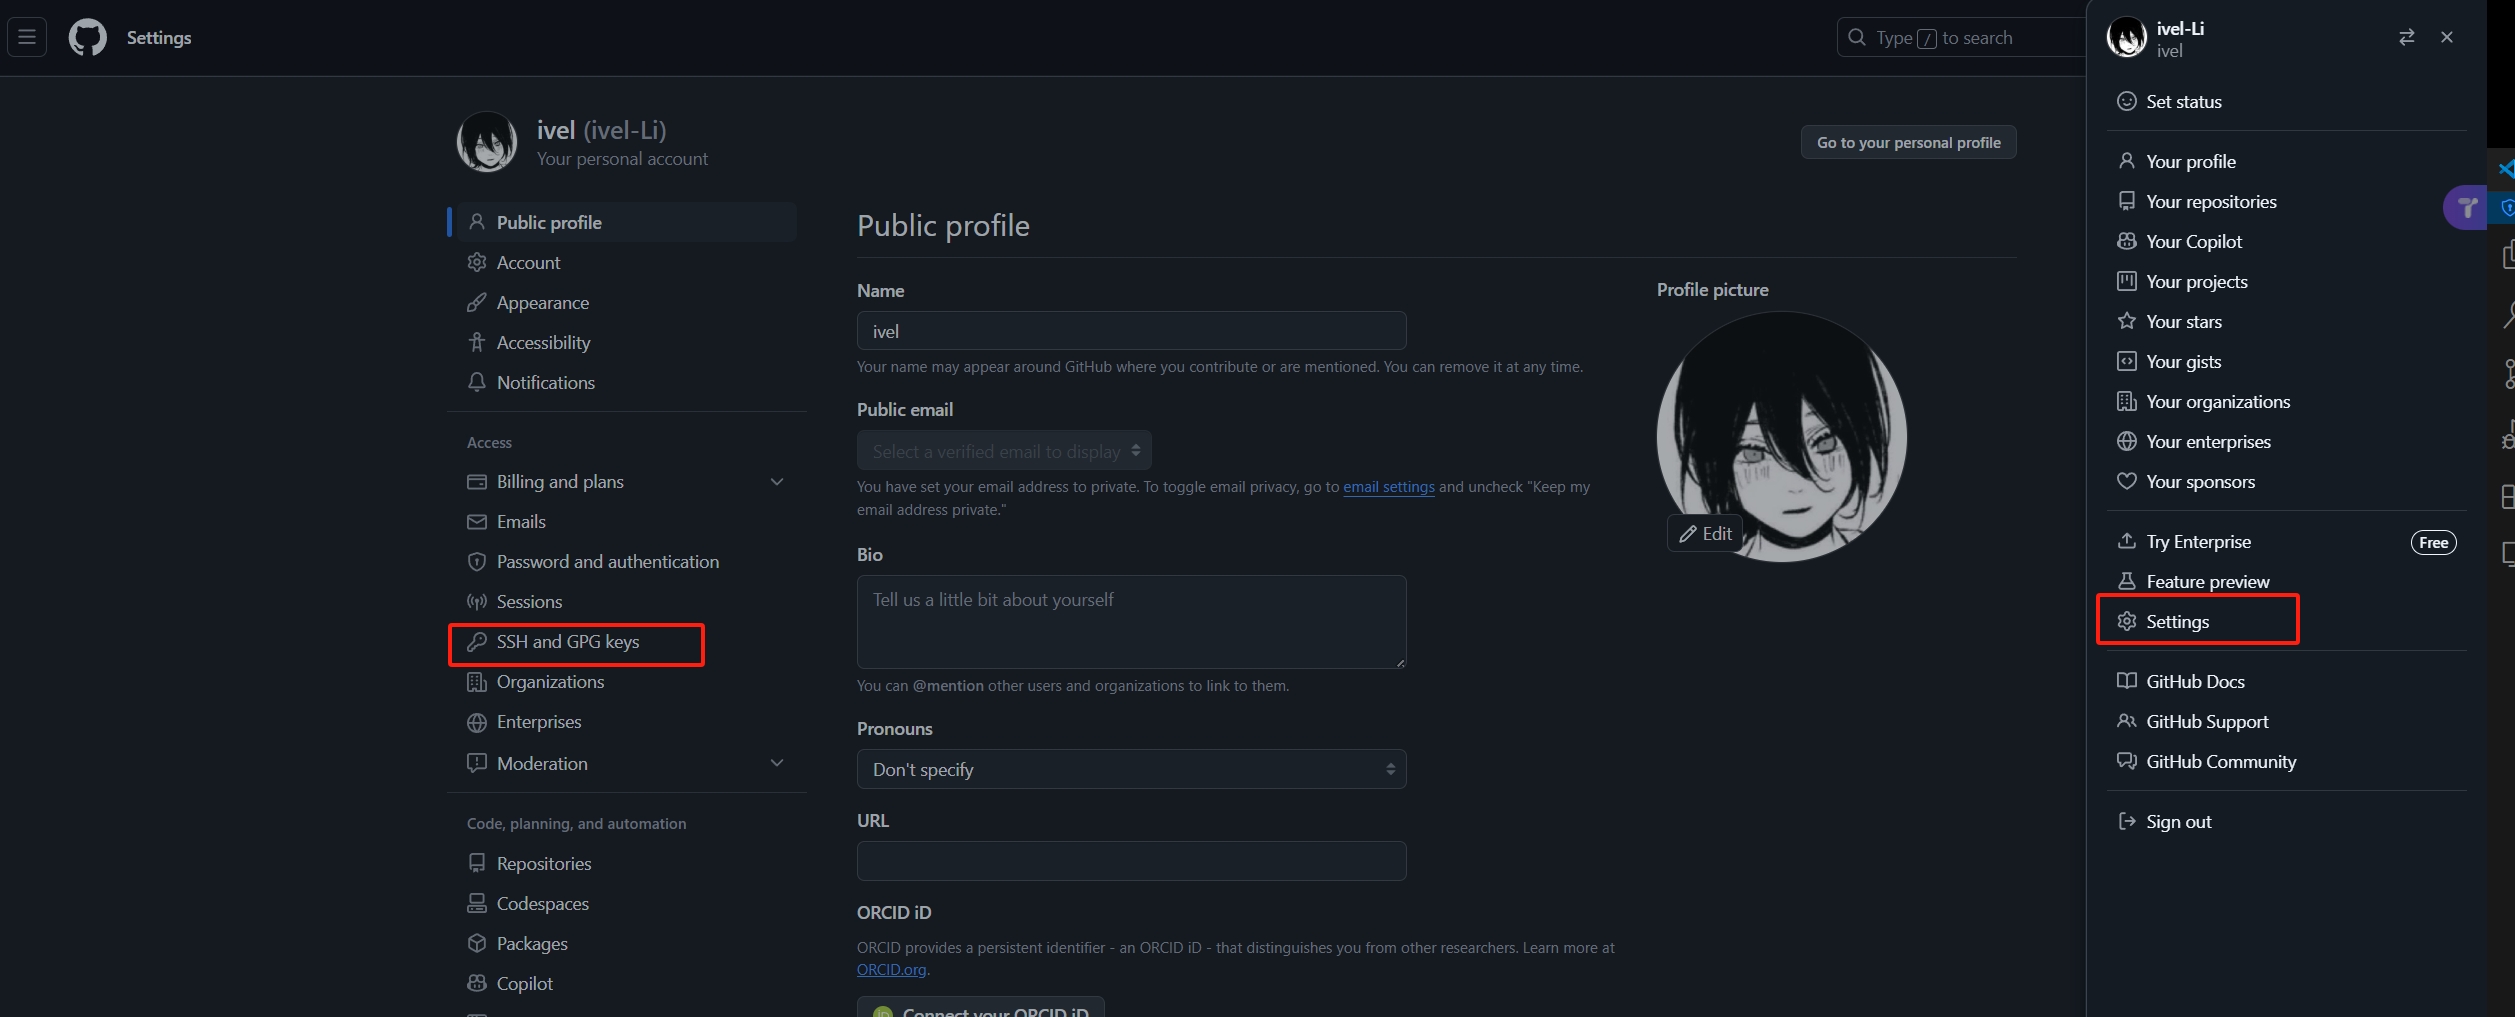 Settings
Type / to search
ivel (ivel-Li)
Your personal account
Go to your personal profile
Public profile
Account
Appearance
Accessibility
Notifications
Access
Billing and plans
Emails
Password and authentication
Sessions
SSH and GPG keys
Organizations
Enterprises
Moderation
Code, planning, and automation
Repositories
Codespaces
Packages
Copilot
Public profile
Name
ivel
Your name may appear around GitHub where you contribute or are mentioned. You can remove it at any time.
Public email
Select a verified email to display
You have set your email address to private. To toggle email privacy, go to email settings and uncheck "Keep my
email address private."
Bio
Tell us a little bit about yourself
You can @mention other users and organizations to link to them.
Pronouns
Don't specify
URL
ORCID iD
ORCID provides a persistent identifier - an ORCID iD - that distinguishes you from other researchers. Learn more at
ORCID.org.
iD Connect your ORCID iD
Profile picture
Edit
ivel-Li
ivel
Set status
Your profile
Your repositories
Your Copilot
Your projects
Your stars
Your gists
Your organizations
Your enterprises
Your sponsors
Try Enterprise
Free
Feature preview
Settings
GitHub Docs
GitHub Support
GitHub Community
Sign out